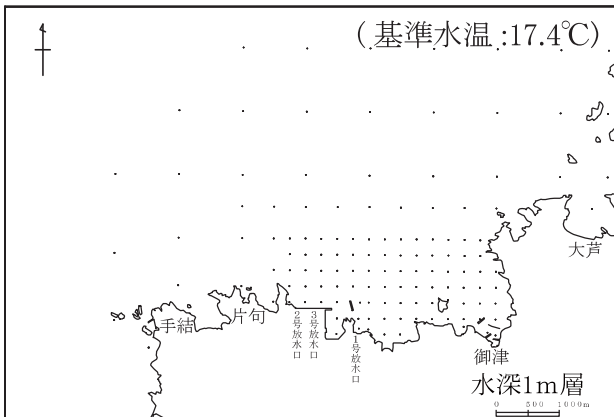 (基準水温:17.4℃)
大芦
手結
片句
2号放水口
3号放水口
1号放水口
御津
水深1m層
0 500 1000m